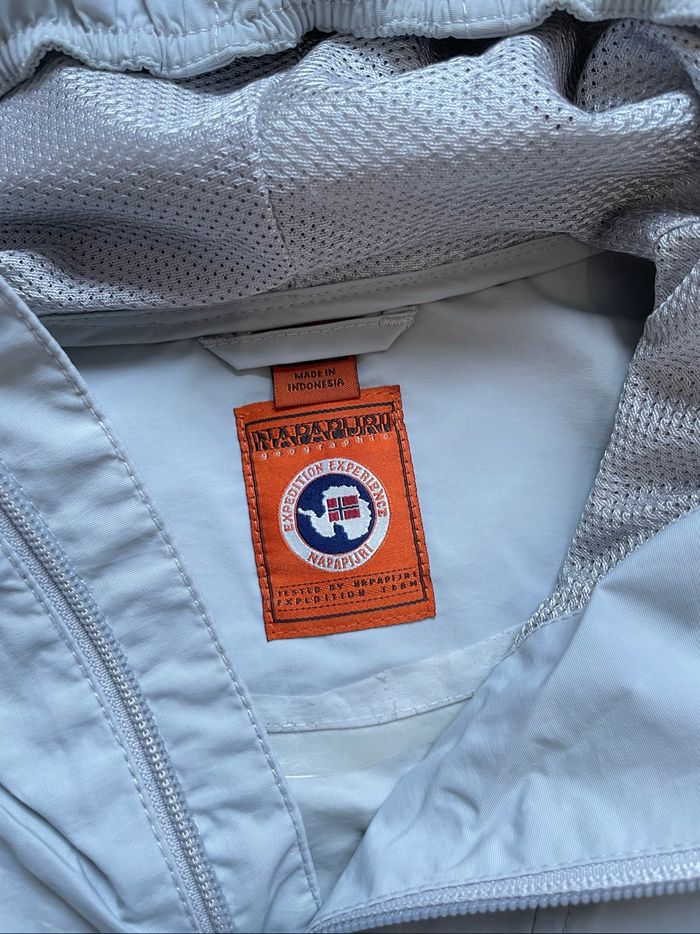 MADE IN
INDONESIA
NAPAPIJRI
geographic
EXPEDITION EXPERIENCE
NAPAPIJRI
TESTED BY NAPAPIJRI
EXPEDITION TEAM